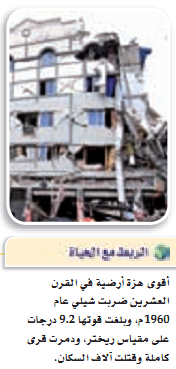 الربط مع الحياة
أقوى هزة أرضية في القرن
العشرين ضربت شيلي عام
1960م، وبلغت قوتها 9.2 درجات
على مقياس ريختر، ودمرت قرى
كاملة وقتلت آلاف السكان.